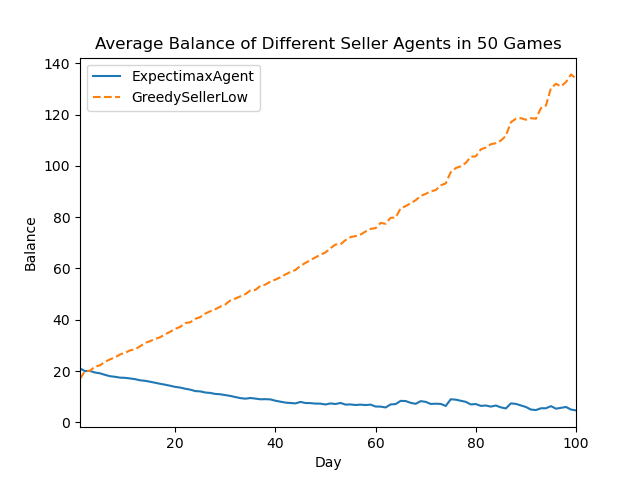 Average Balance of Different Seller Agents in 50 Games
ExpectimaxAgent
GreedySellerLow
140
120
100
80
60
40
20
0
Balance
20
40
60
80
100
Day